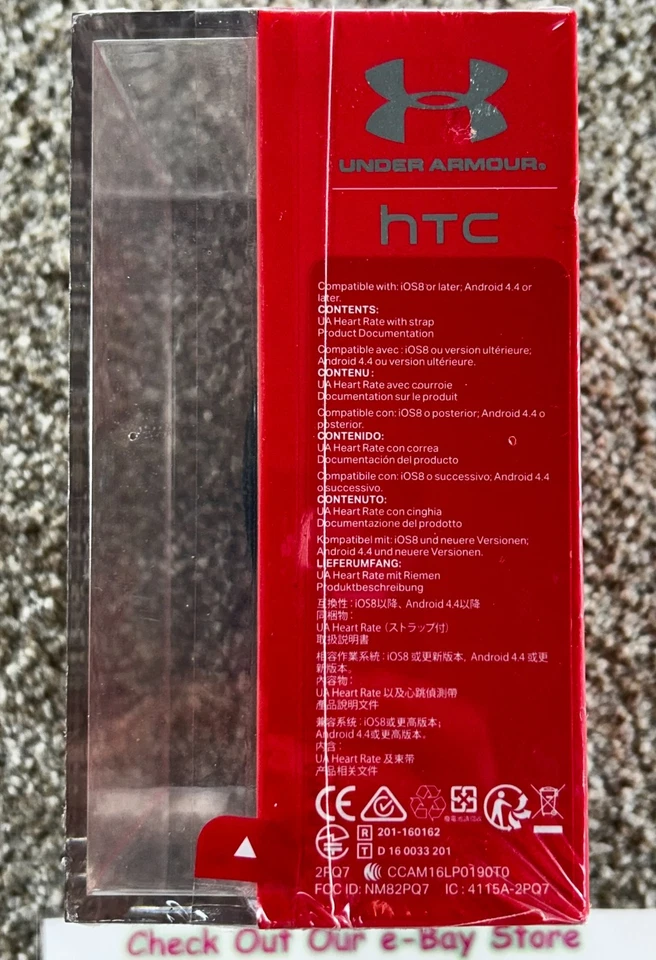 UNDER ARMOUR®
hTC
Compatible with: iOS8 or later; Android 4.4 or
later.
CONTENTS:
UA Heart Rate with strap
Product Documentation
Compatible avec : iOS8 ou version ultérieure;
Android 4.4 ou version ultérieure.
CONTENU :
UA Heart Rate avec courroie
Documentation sur le produit
Compatible con: iOS8 o posterior; Android 4.4 o
posterior.
CONTENIDO:
UA Heart Rate con correa
Documentación del producto
Compatibile con: iOS8 o successivo; Android 4.4
o successivo.
CONTENUTO:
UA Heart Rate con cinghia
Documentazione del prodotto
Kompatibel mit: iOS8 und neuere Versionen;
Android 4.4 und neuere Versionen.
LIEFERUMFANG:
UA Heart Rate mit Riemen
Produktbeschreibung
互換性：iOS8以降、Android 4.4以降
同梱物：
UA Heart Rate（ストラップ付）
取扱説明書
相容作業系統：iOS8 或更新版本, Android 4.4 或更
新版本。
內容物：
UA Heart Rate 以及心跳偵測帶
產品說明文件
兼容系统：iOS8或更高版本；
Android 4.4或更高版本。
内含：
UA Heart Rate 及束带
产品相关文件
CE
廢電池請回收
R 201-160162
T D 16 0033 201
2PQ7 CCAM16LP0190T0
FCC ID: NM82PQ7 IC : 4115A-2PQ7
Check Out Our e-Bay Store